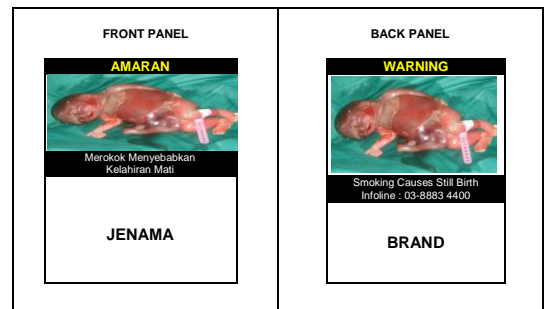 FRONT PANEL
AMARAN
Merokok Menyebabkan
Kelahiran Mati
JENAMA
BACK PANEL
WARNING
Smoking Causes Still Birth
Infoline : 03-8883 4400
BRAND